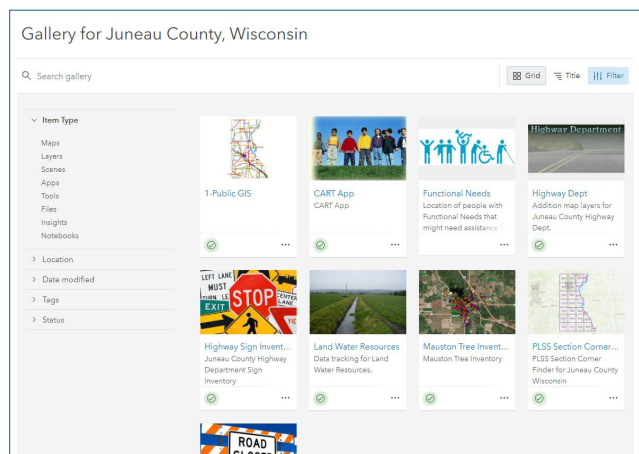 Gallery for Juneau County, Wisconsin
Search gallery
Grid
Title
Filter
Item Type
Maps
Layers
Scenes
Apps
Tools
Files
Insights
Notebooks
Location
Date modified
Tags
Status
1-Public GIS
CART App
CART App
Functional Needs
Location of people with
Functional Needs that
might need assistance
Highway Department
Highway Dept
Addition map layers for
Juneau County Highway
Dept.
LEFT LANE
MUST
TURN LE
EXIT
STOP
CENTER
LANE
YIE
Highway Sign Invent...
Juneau County Highway
Department Sign
Inventory
Land Water Resources
Data tracking for Land
Water Resources.
Mauston Tree Invent...
Mauston Tree Inventory
PLSS Section Corner...
PLSS Section Corner
Finder for Juneau County
Wisconsin
ROAD